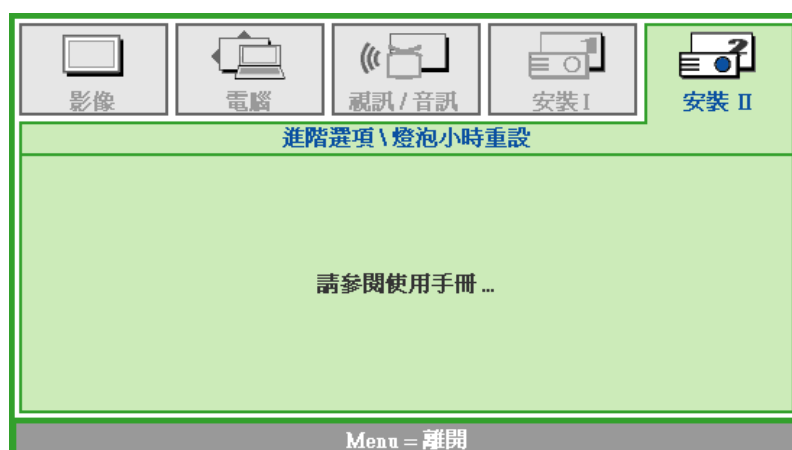 影像
電腦
視訊 / 音訊
安裝 I
2
安裝 II
進階選項 \ 燈泡小時重設
請參閱使用手冊 ...
Menu = 離開